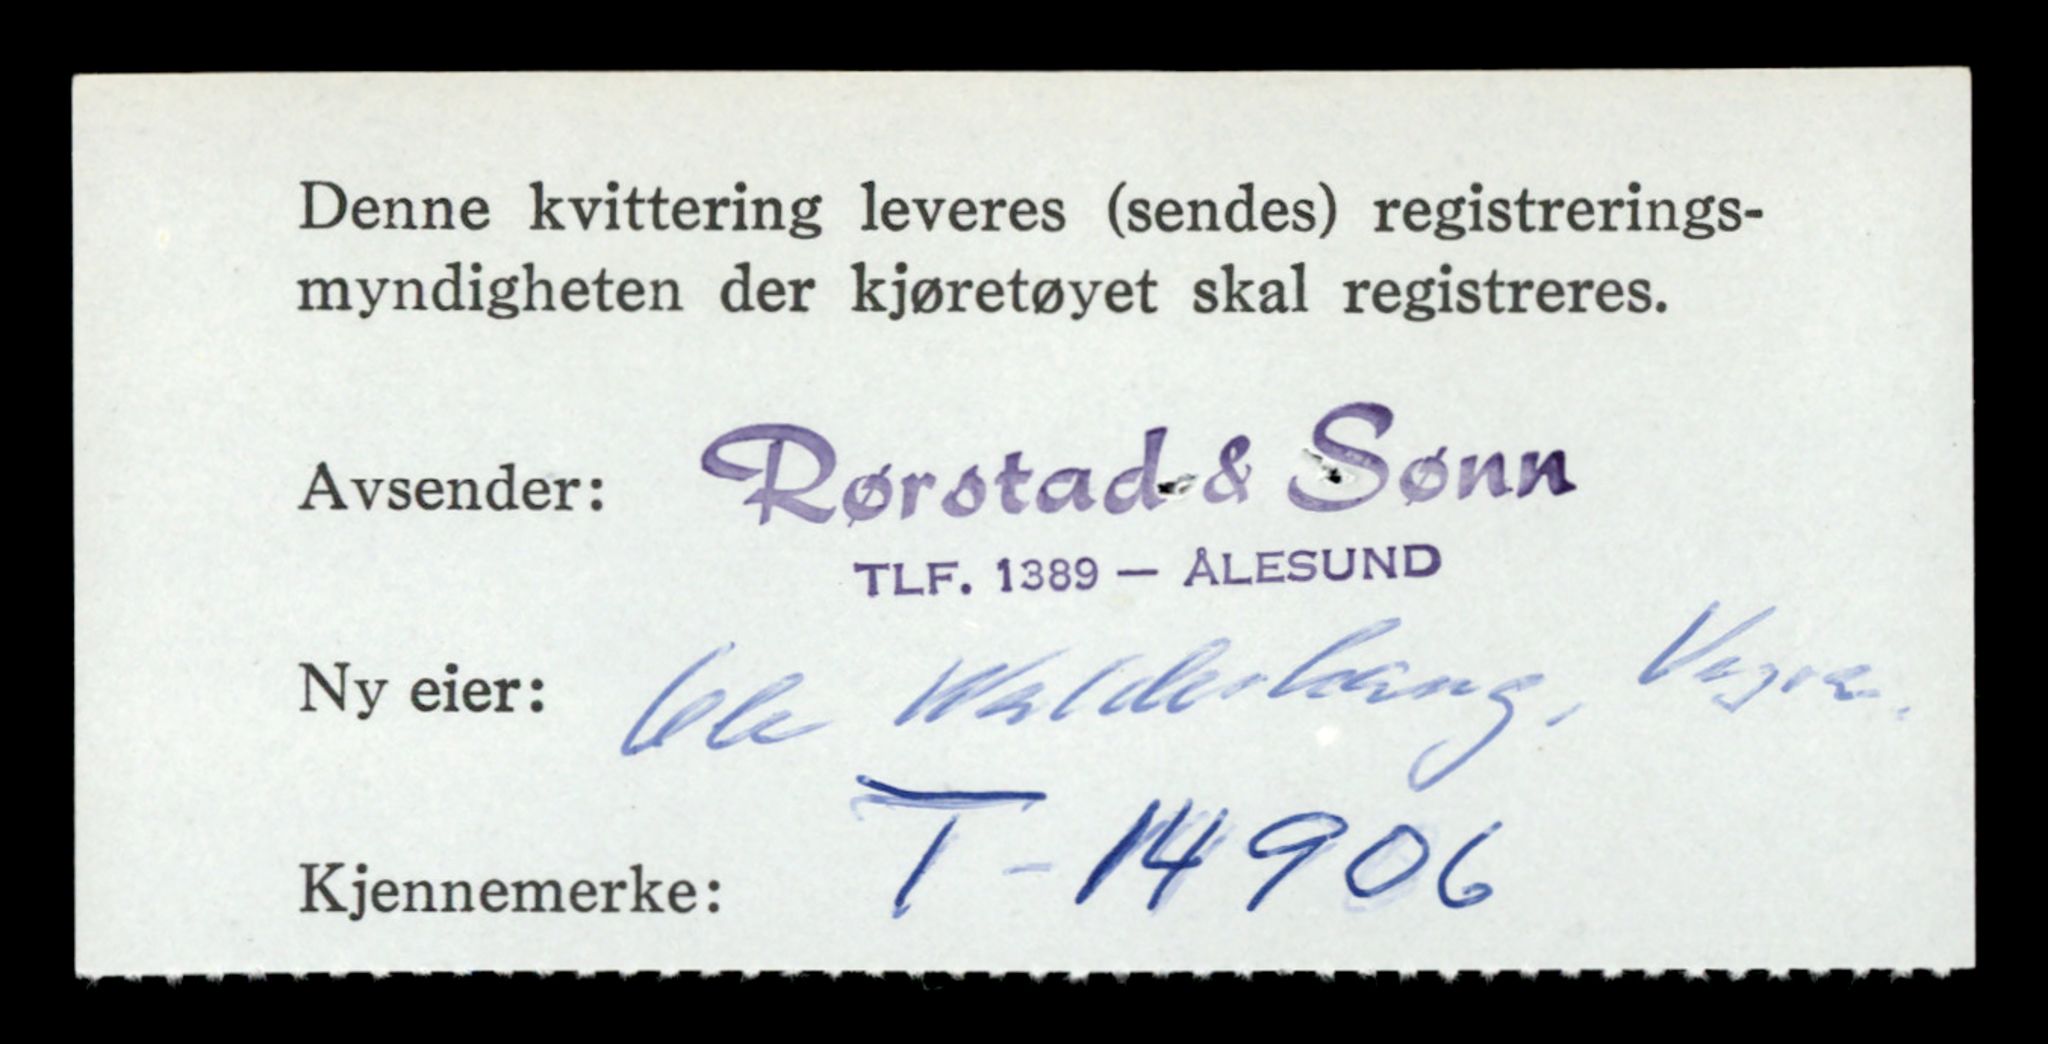 Denne kvittering leveres (sendes) registrerings-
myndigheten der kjøretøyet skal registreres.
Avsender: Rørstad & Sønn
TLF. 1389 — ÅLESUND
Ny eier: Ole Walderhaug, Vigra.
Kjennemerke: T-14906